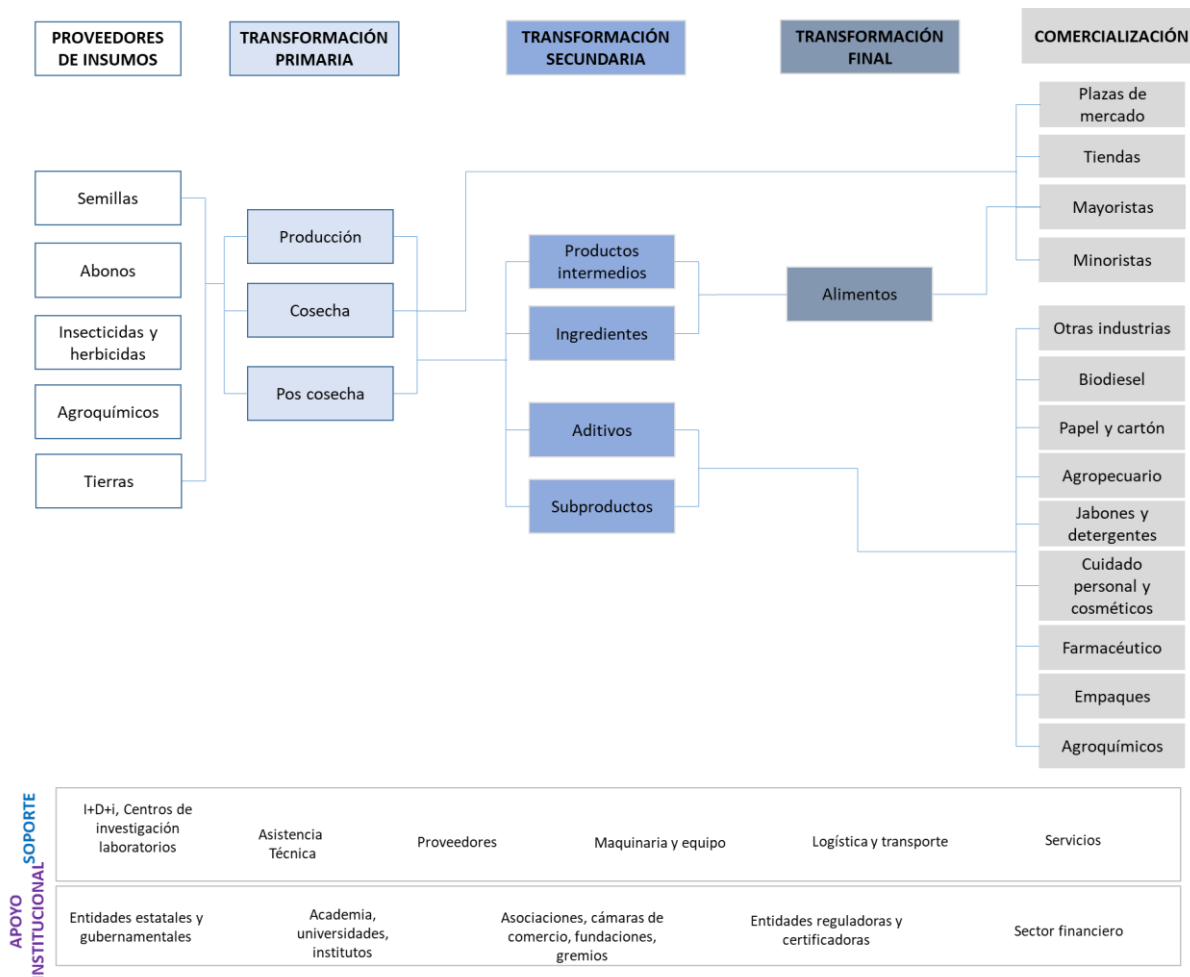 PROVEEDORES
DE INSUMOS
TRANSFORMACIÓN
PRIMARIA
TRANSFORMACIÓN
SECUNDARIA
TRANSFORMACIÓN
FINAL
COMERCIALIZACIÓN
Semillas
Abonos
Insecticidas y
herbicidas
Agroquímicos
Tierras
Producción
Cosecha
Pos cosecha
Productos
intermedios
Ingredientes
Aditivos
Subproductos
Alimentos
Plazas de
mercado
Tiendas
Mayoristas
Minoristas
Otras industrias
Biodiesel
Papel y cartón
Agropecuario
Jabones y
detergentes
Cuidado
personal y
cosméticos
Farmacéutico
Empaques
Agroquímicos
SOPORTE
I+D+i, Centros de
investigación
laboratorios
Asistencia
Técnica
Proveedores
Maquinaria y equipo
Logística y transporte
Servicios
APOYO
INSTITUCIONAL
Entidades estatales y
gubernamentales
Academia,
universidades,
institutos
Asociaciones, cámaras de
comercio, fundaciones,
gremios
Entidades reguladoras y
certificadoras
Sector financiero